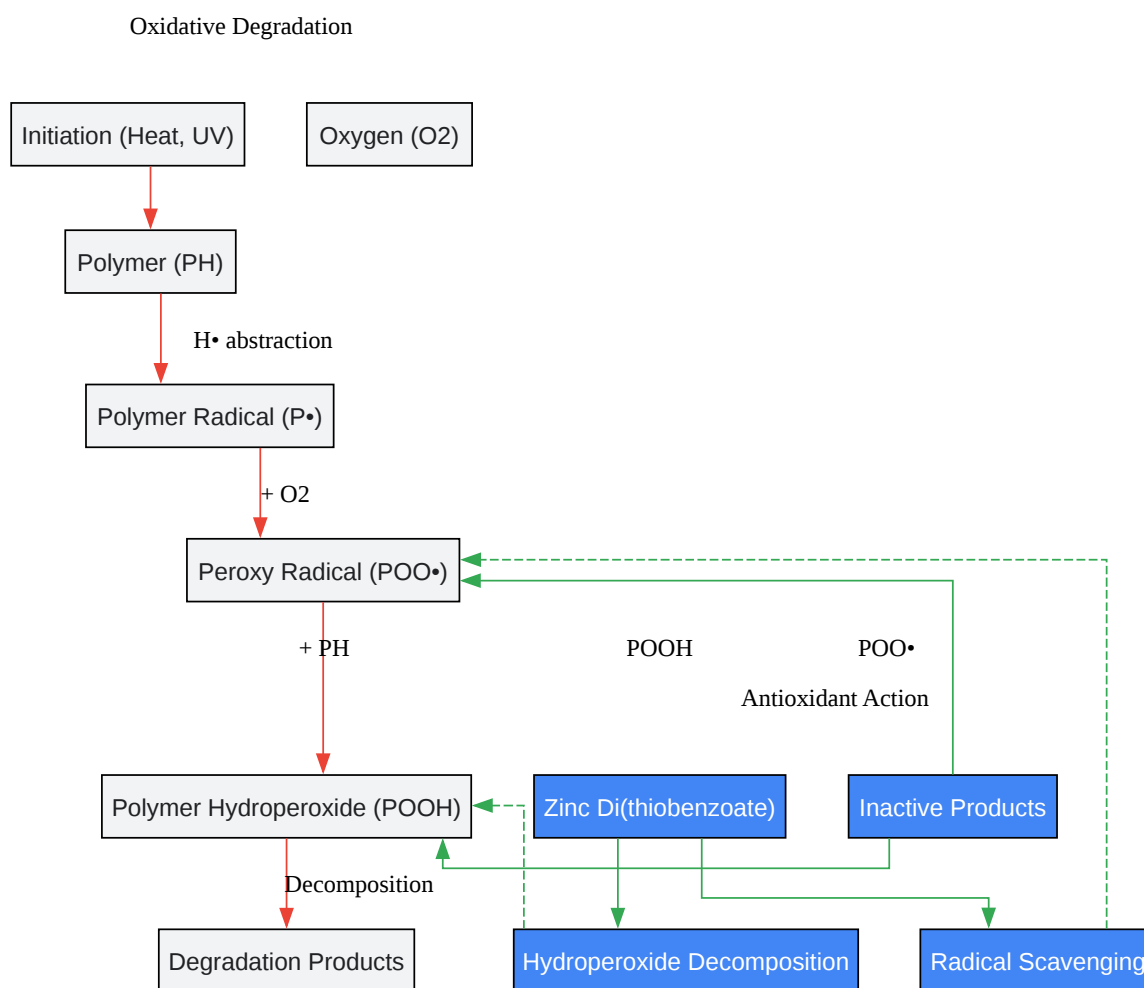 Oxidative Degradation
Initiation (Heat, UV)
Oxygen (O2)
Polymer (PH)
H• abstraction
Polymer Radical (P•)
+ O2
Peroxy Radical (POO•)
+ PH
POOH
POO•
Antioxidant Action
Polymer Hydroperoxide (POOH)
Zinc Di(thiobenzoate)
Inactive Products
Decomposition
Degradation Products
Hydroperoxide Decomposition
Radical Scavenging